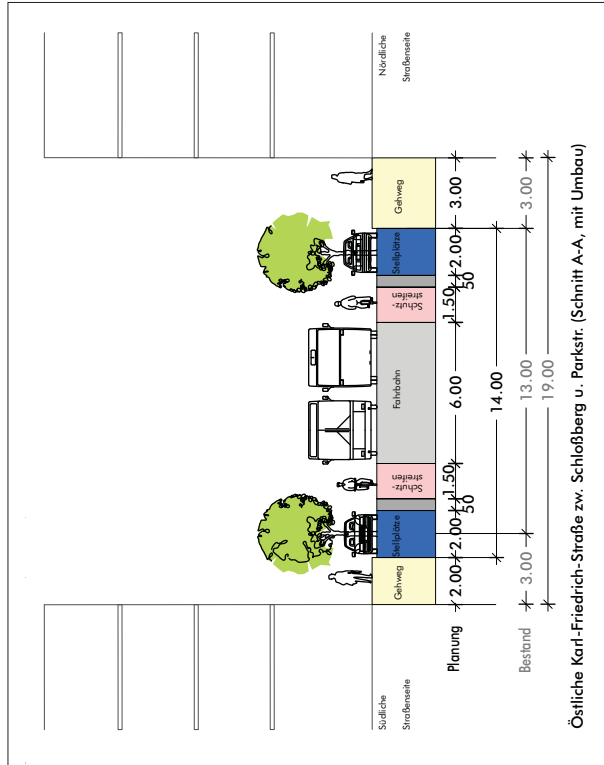 Südliche
Straßenseite
Nördliche
Straßenseite
Gehweg
Stellplätze
Schutz-
streifen
Fahrbahn
Schutz-
streifen
Stellplätze
Gehweg
Planung
2.00 2.00 50 1.50 6.00 1.50 50 2.00 3.00
14.00
Bestand
3.00 13.00 3.00
19.00
Östliche Karl-Friedrich-Straße zw. Schloßberg u. Parkstr. (Schnitt A-A, mit Umbau)